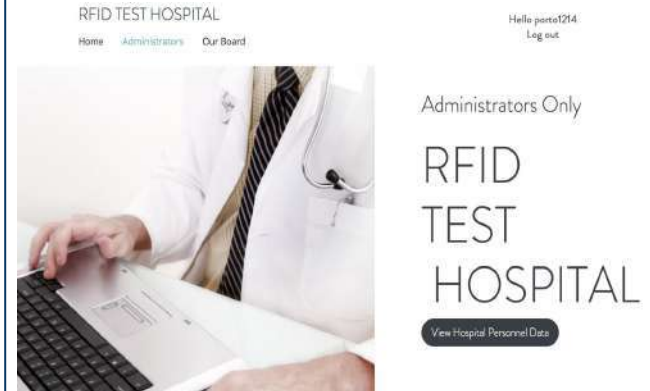 RFID TEST HOSPITAL
Hello porto1214
Log out
Home Administrators Our Board
Administrators Only
RFID
TEST
HOSPITAL
View Hospital Personnel Data